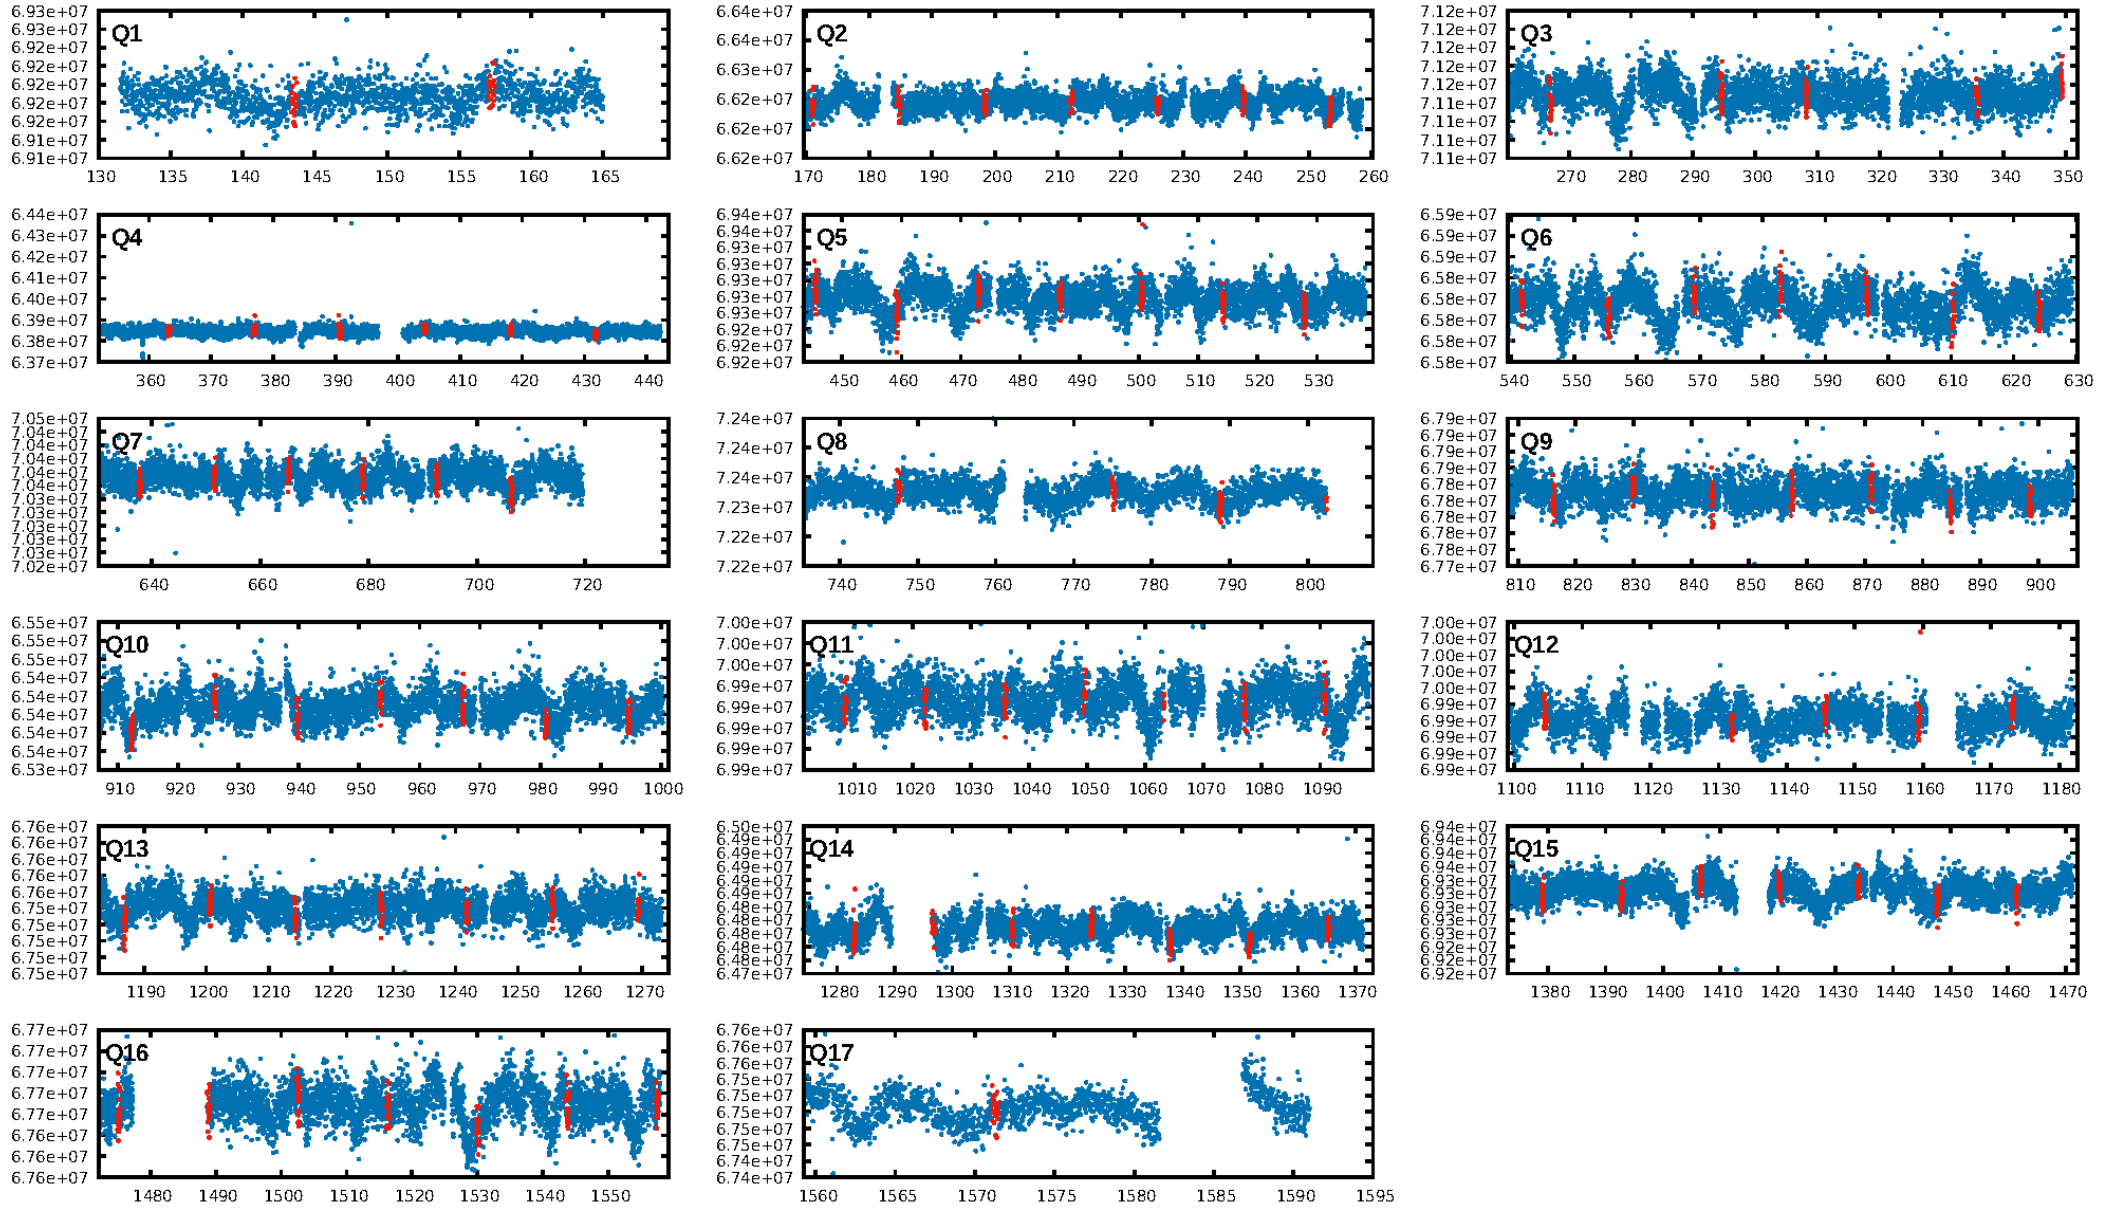 6.93e+07 6.93e+07 6.92e+07 6.92e+07 6.92e+07 6.92e+07 6.92e+07 6.91e+07 6.91e+07
Q1
130 135 140 145 150 155 160 165
6.64e+07 6.64e+07 6.63e+07 6.62e+07 6.62e+07 6.62e+07
Q2
170 180 190 200 210 220 230 240 250 260
7.12e+07 7.12e+07 7.12e+07 7.12e+07 7.12e+07 7.11e+07 7.11e+07 7.11e+07 7.11e+07
Q3
270 280 290 300 310 320 330 340 350
6.44e+07 6.43e+07 6.42e+07 6.41e+07 6.40e+07 6.39e+07 6.38e+07 6.37e+07
Q4
360 370 380 390 400 410 420 430 440
6.94e+07 6.94e+07 6.93e+07 6.93e+07 6.93e+07 6.93e+07 6.92e+07 6.92e+07 6.92e+07
Q5
450 460 470 480 490 500 510 520 530
6.59e+07 6.59e+07 6.59e+07 6.58e+07 6.58e+07 6.58e+07 6.58e+07 6.58e+07
Q6
540 550 560 570 580 590 600 610 620 630
7.05e+07 7.04e+07 7.04e+07 7.04e+07 7.04e+07 7.04e+07 7.03e+07 7.03e+07 7.03e+07 7.03e+07 7.02e+07
Q7
640 660 680 700 720
7.24e+07 7.24e+07 7.24e+07 7.23e+07 7.22e+07 7.22e+07
Q8
740 750 760 770 780 790 800
6.79e+07 6.79e+07 6.79e+07 6.79e+07 6.78e+07 6.78e+07 6.78e+07 6.78e+07 6.77e+07
Q9
810 820 830 840 850 860 870 880 890 900
6.55e+07 6.55e+07 6.55e+07 6.54e+07 6.54e+07 6.54e+07 6.54e+07 6.53e+07
Q10
910 920 930 940 950 960 970 980 990 1000
7.00e+07 7.00e+07 7.00e+07 6.99e+07 6.99e+07 6.99e+07 6.99e+07 6.99e+07
Q11
1010 1020 1030 1040 1050 1060 1070 1080 1090
7.00e+07 7.00e+07 7.00e+07 7.00e+07 7.00e+07 6.99e+07 6.99e+07 6.99e+07 6.99e+07 6.99e+07
Q12
1100 1110 1120 1130 1140 1150 1160 1170 1180
6.76e+07 6.76e+07 6.76e+07 6.76e+07 6.76e+07 6.75e+07 6.75e+07 6.75e+07 6.75e+07 6.75e+07
Q13
1190 1200 1210 1220 1230 1240 1250 1260 1270
6.50e+07 6.49e+07 6.49e+07 6.49e+07 6.49e+07 6.49e+07 6.48e+07 6.48e+07 6.48e+07 6.48e+07 6.48e+07 6.47e+07
Q14
1280 1290 1300 1310 1320 1330 1340 1350 1360 1370
6.94e+07 6.94e+07 6.94e+07 6.94e+07 6.93e+07 6.93e+07 6.93e+07 6.93e+07 6.93e+07 6.92e+07 6.92e+07 6.92e+07
Q15
1380 1390 1400 1410 1420 1430 1440 1450 1460 1470
6.77e+07 6.77e+07 6.77e+07 6.77e+07 6.77e+07 6.76e+07 6.76e+07 6.76e+07
Q16
1480 1490 1500 1510 1520 1530 1540 1550
6.76e+07 6.76e+07 6.76e+07 6.75e+07 6.75e+07 6.75e+07 6.75e+07 6.75e+07 6.74e+07 6.74e+07
Q17
1560 1565 1570 1575 1580 1585 1590 1595